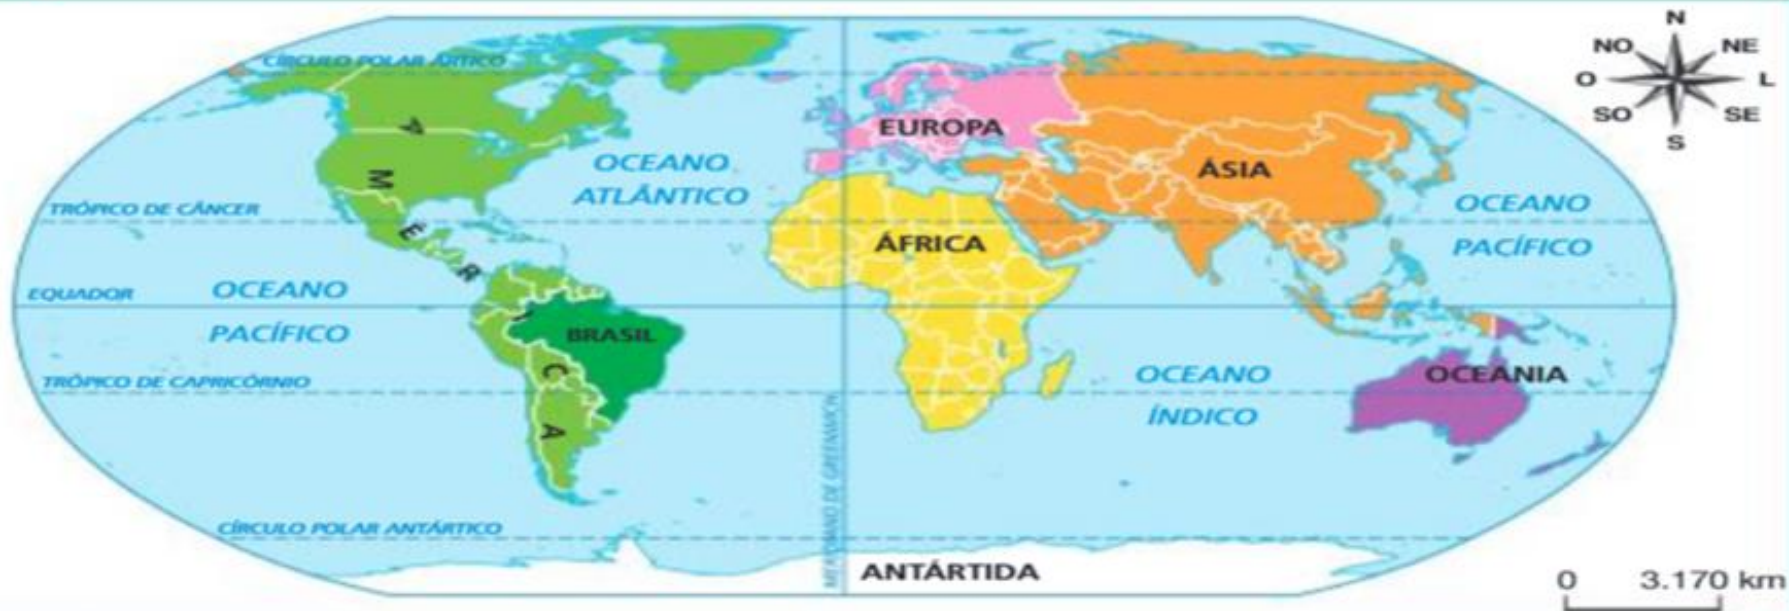 N
NO
NE
O
L
SO
SE
S
CÍRCULO POLAR ÁRTICO
AMÉRICA
EUROPA
ÁSIA
OCEANO
ATLÂNTICO
TRÓPICO DE CÂNCER
OCEANO
PACÍFICO
ÁFRICA
EQUADOR
OCEANO
PACÍFICO
BRASIL
TRÓPICO DE CAPRICÓRNIO
OCEANO
ÍNDICO
OCEANIA
MERIDIANO DE GREENWICH
CÍRCULO POLAR ANTÁRTICO
ANTÁRTIDA
0 3.170 km